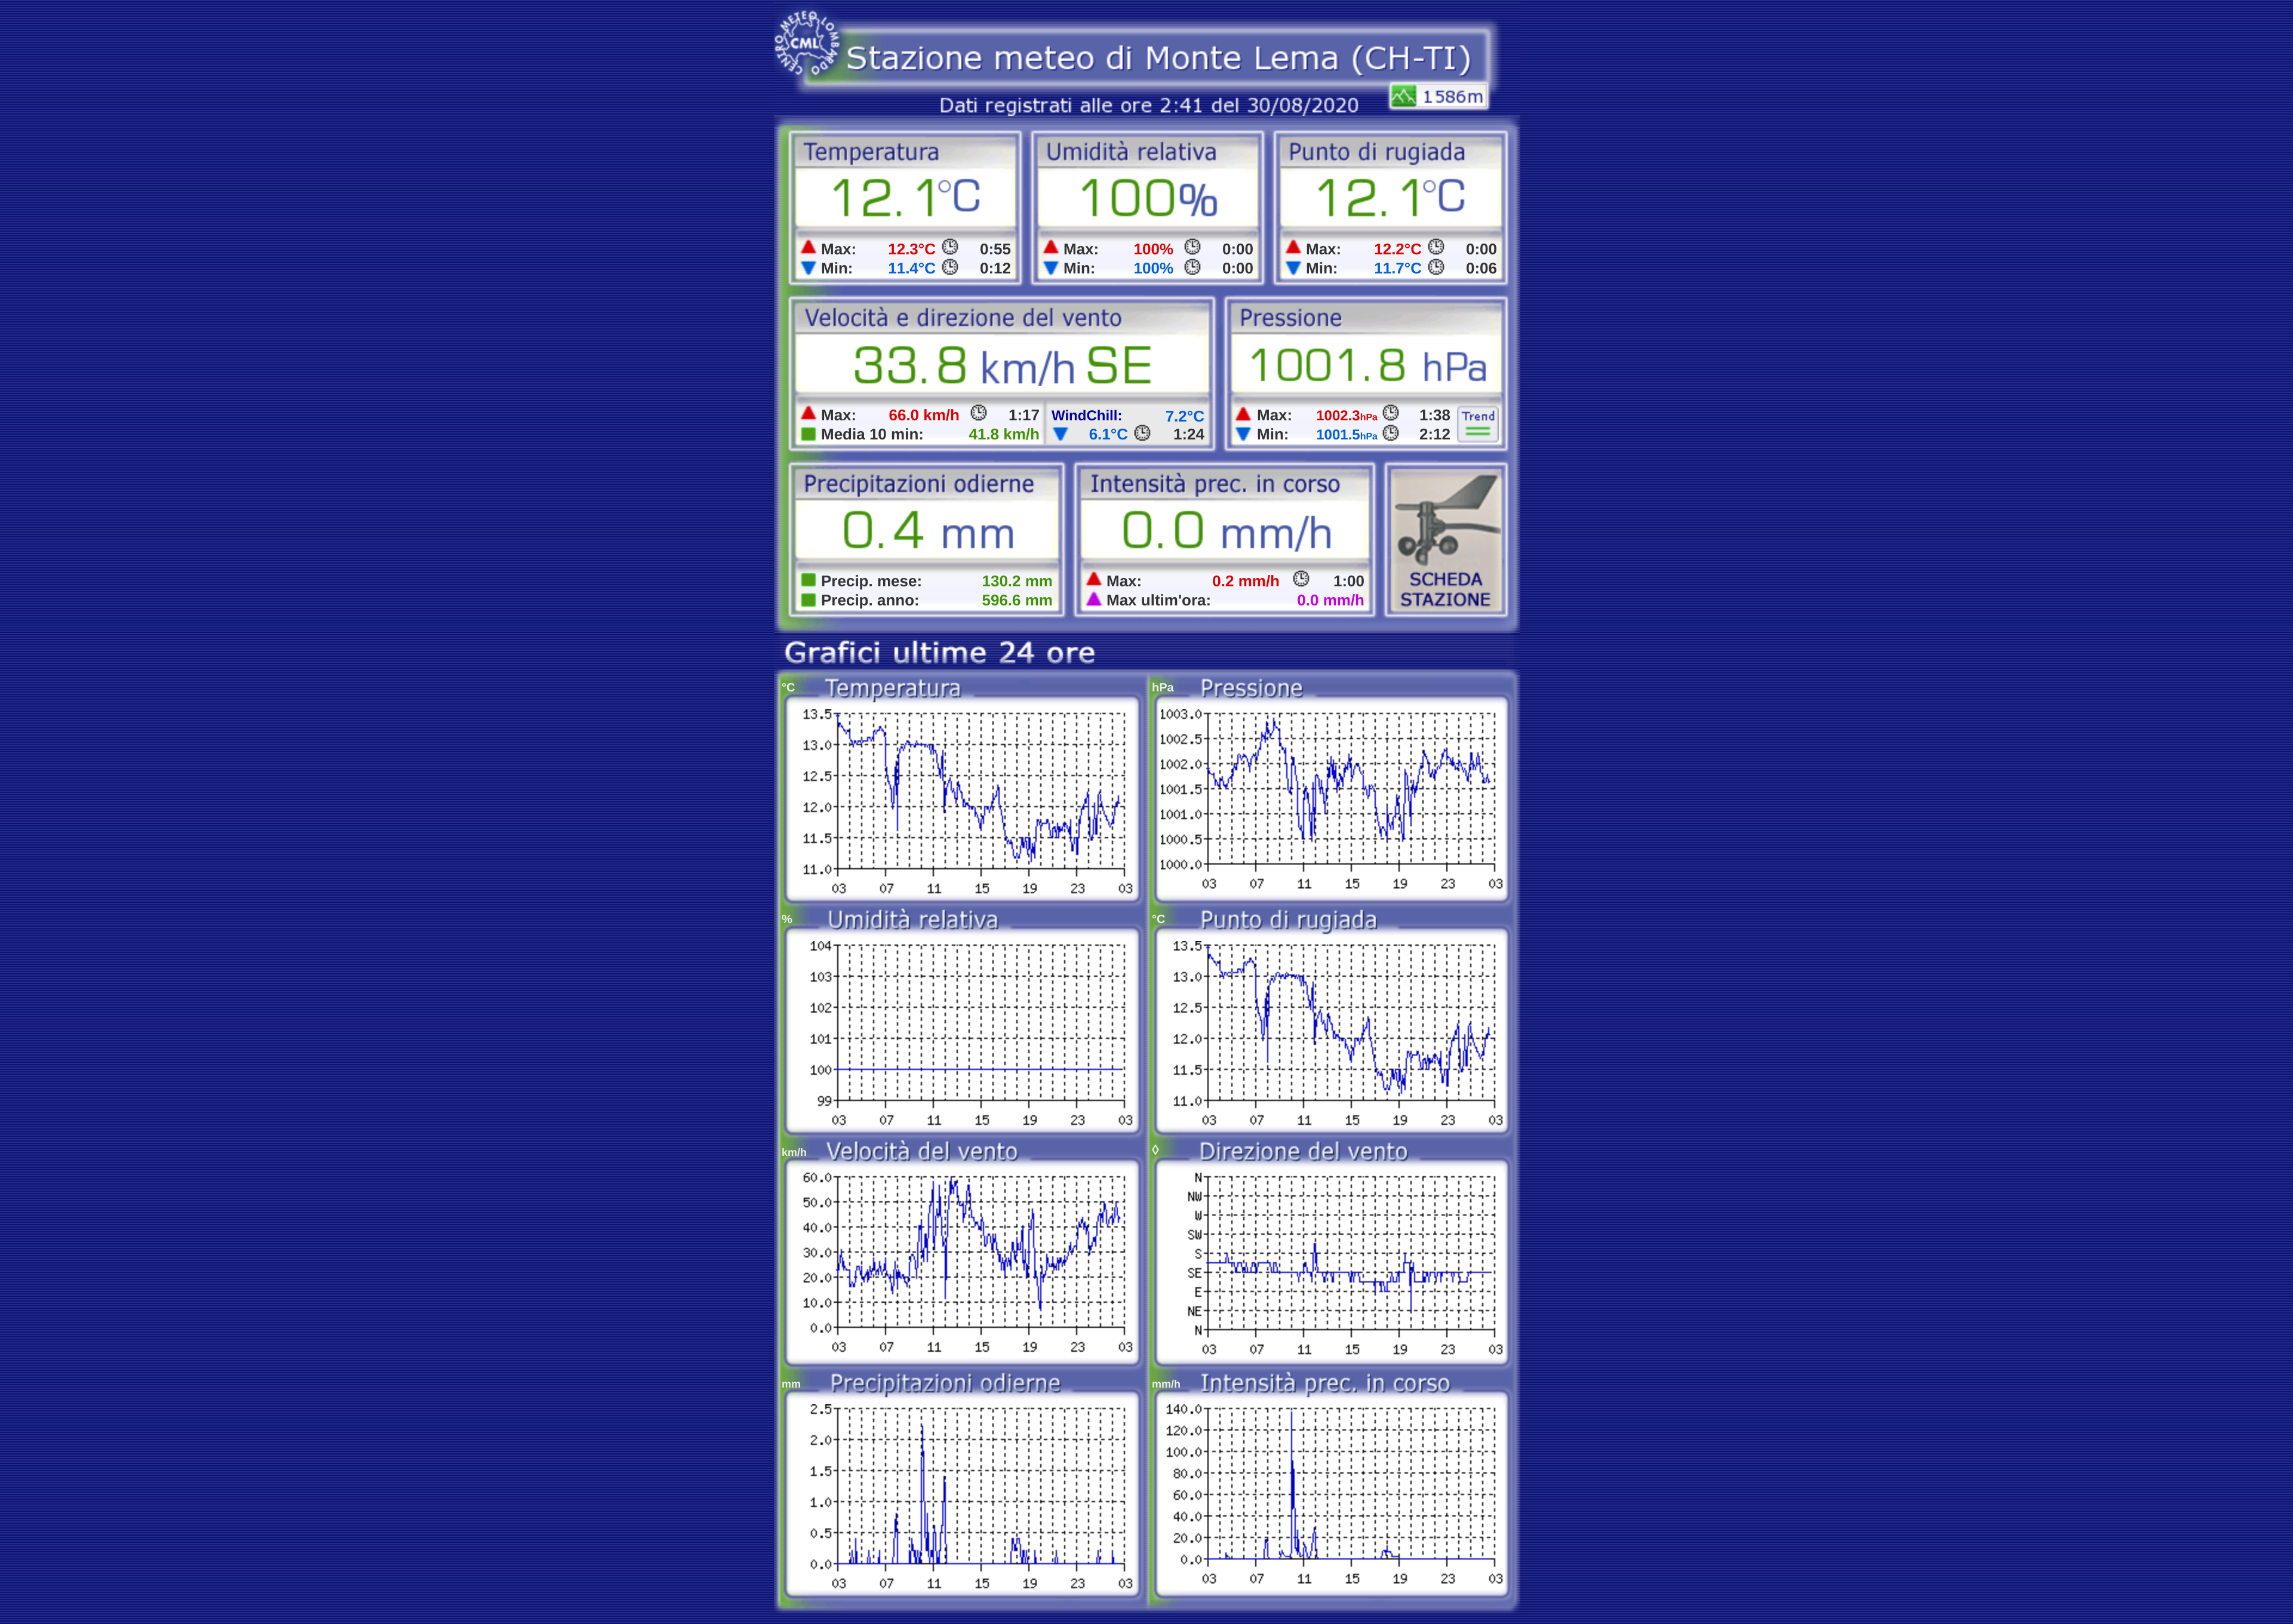 CENTRO METEO LOMBARDO
CML
Stazione meteo di Monte Lema (CH-TI)
Dati registrati alle ore 2:41 del 30/08/2020
1586m
Temperatura
12.1°C
Max: 12.3°C 0:55
Min: 11.4°C 0:12
Umidità relativa
100%
Max: 100% 0:00
Min: 100% 0:00
Punto di rugiada
12.1°C
Max: 12.2°C 0:00
Min: 11.7°C 0:06
Velocità e direzione del vento
33.8 km/h SE
Max: 66.0 km/h 1:17
Media 10 min: 41.8 km/h
WindChill: 7.2°C
6.1°C 1:24
Pressione
1001.8 hPa
Max: 1002.3hPa 1:38
Min: 1001.5hPa 2:12
Trend
Precipitazioni odierne
0.4 mm
Precip. mese: 130.2 mm
Precip. anno: 596.6 mm
Intensità prec. in corso
0.0 mm/h
Max: 0.2 mm/h 1:00
Max ultim'ora: 0.0 mm/h
SCHEDA
STAZIONE
Grafici ultime 24 ore
°C Temperatura
13.5
13.0
12.5
12.0
11.5
11.0
03 07 11 15 19 23 03
hPa Pressione
1003.0
1002.5
1002.0
1001.5
1001.0
1000.5
1000.0
03 07 11 15 19 23 03
% Umidità relativa
104
103
102
101
100
99
03 07 11 15 19 23 03
°C Punto di rugiada
13.5
13.0
12.5
12.0
11.5
11.0
03 07 11 15 19 23 03
km/h Velocità del vento
60.0
50.0
40.0
30.0
20.0
10.0
0.0
03 07 11 15 19 23 03
◊ Direzione del vento
N
NW
W
SW
S
SE
E
NE
N
03 07 11 15 19 23 03
mm Precipitazioni odierne
2.5
2.0
1.5
1.0
0.5
0.0
03 07 11 15 19 23 03
mm/h Intensità prec. in corso
140.0
120.0
100.0
80.0
60.0
40.0
20.0
0.0
03 07 11 15 19 23 03